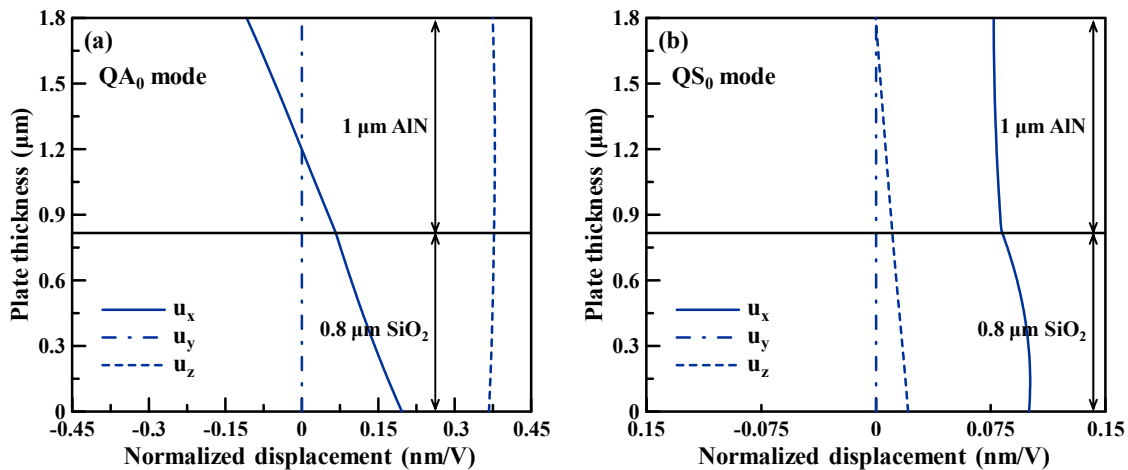 (a)
QA₀ mode
1 μm AlN
0.8 μm SiO₂
uₓ
u_y
u_z
Plate thickness (μm)
1.8
1.5
1.2
0.9
0.6
0.3
0
-0.45 -0.3 -0.15 0 0.15 0.3 0.45
Normalized displacement (nm/V)
(b)
QS₀ mode
1 μm AlN
0.8 μm SiO₂
uₓ
u_y
u_z
Plate thickness (μm)
1.8
1.5
1.2
0.9
0.6
0.3
0
0.15 -0.075 0 0.075 0.15
Normalized displacement (nm/V)